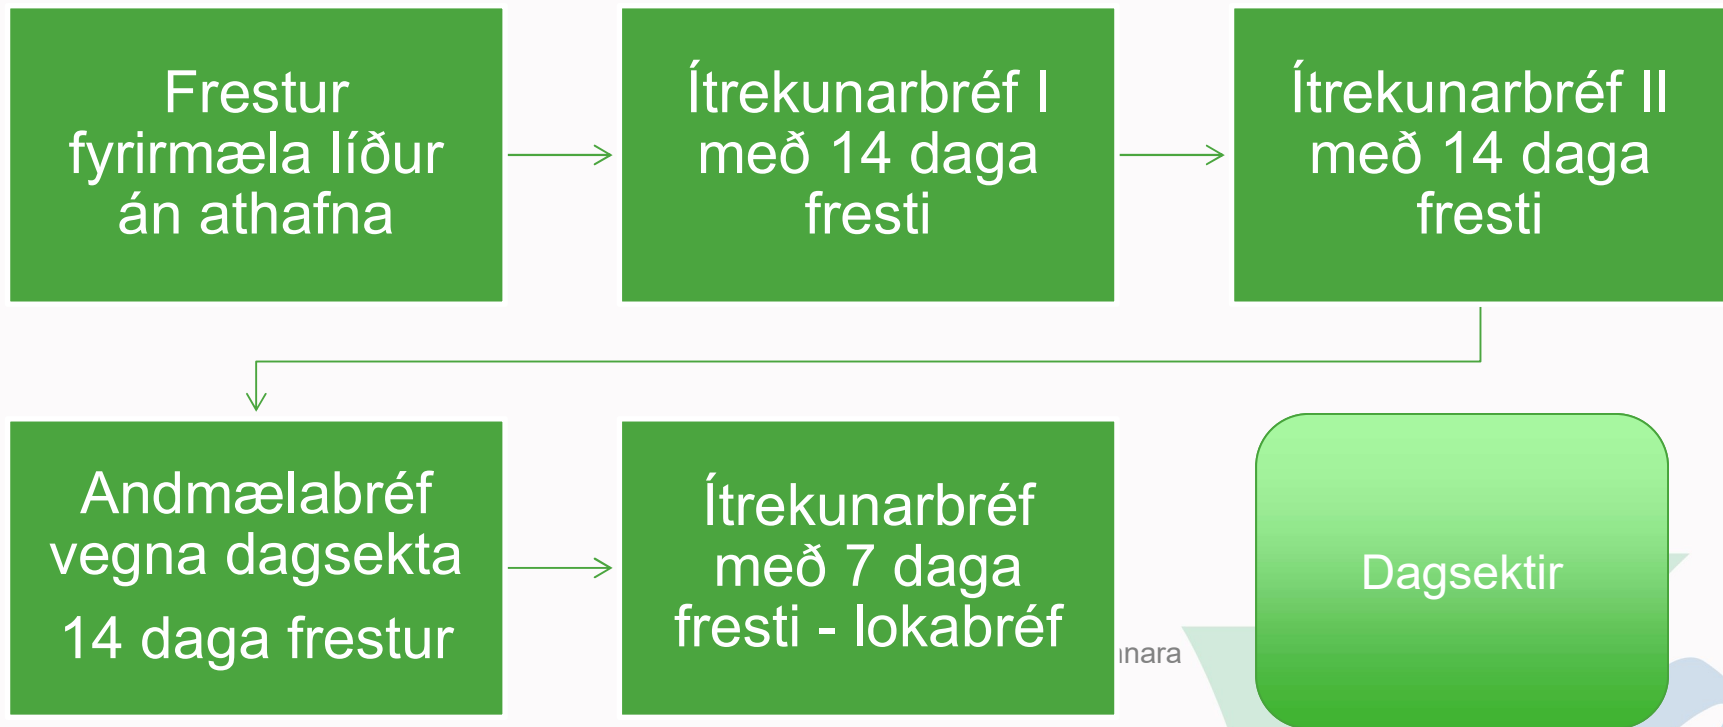 Frestur
fyrirmæla líður
án athafna
Ítrekunarbréf I
með 14 daga
fresti
Ítrekunarbréf II
með 14 daga
fresti
Andmælabréf
vegna dagsekta
14 daga frestur
Ítrekunarbréf
með 7 daga
fresti - lokabréf
Dagsektir